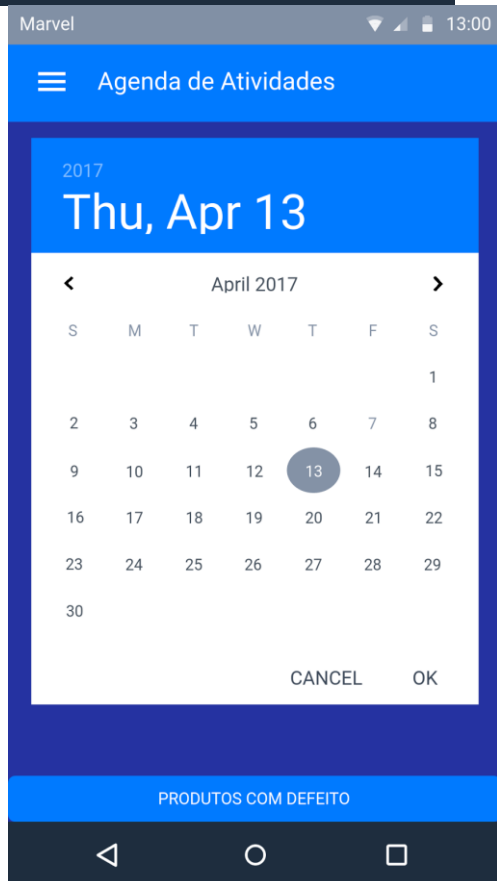 Marvel 13:00
Agenda de Atividades
2017
Thu, Apr 13
April 2017
S M T W T F S
1
2 3 4 5 6 7 8
9 10 11 12 13 14 15
16 17 18 19 20 21 22
23 24 25 26 27 28 29
30
CANCEL OK
PRODUTOS COM DEFEITO